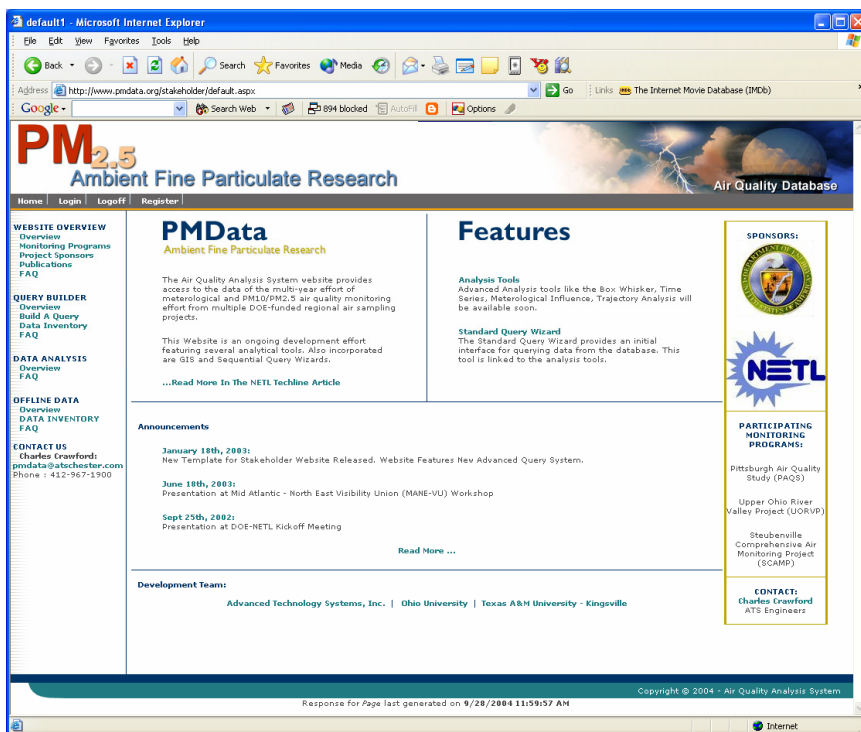 default1 - Microsoft Internet Explorer
File Edit View Favorites Tools Help
Back Search Favorites Media
Address http://www.pmdata.org/stakeholder/default.aspx Go Links The Internet Movie Database (IMDb)
Google Search Web 894 blocked AutoFill Options
PM2.5
Ambient Fine Particulate Research
Air Quality Database
Home Login Logoff Register
WEBSITE OVERVIEW
Overview
Monitoring Programs
Project Sponsors
Publications
FAQ
QUERY BUILDER
Overview
Build A Query
Data Inventory
FAQ
DATA ANALYSIS
Overview
FAQ
OFFLINE DATA
Overview
DATA INVENTORY
FAQ
CONTACT US
Charles Crawford:
pmdata@atschester.com
Phone : 412-967-1900
PMData
Ambient Fine Particulate Research
The Air Quality Analysis System website provides
access to the data of the multi-year effort of
meterological and PM10/PM2.5 air quality monitoring
effort from multiple DOE-funded regional air sampling
projects.
This Website is an ongoing development effort
featuring several analytical tools. Also incorporated
are GIS and Sequential Query Wizards.
...Read More In The NETL Techline Article
Features
Analysis Tools
Advanced Analysis tools like the Box Whisker, Time
Series, Meterological Influence, Trajectory Analysis will
be available soon.
Standard Query Wizard
The Standard Query Wizard provides an initial
interface for querying data from the database. This
tool is linked to the analysis tools.
Announcements
January 18th, 2003:
New Template for Stakeholder Website Released. Website Features New Advanced Query System.
June 18th, 2003:
Presentation at Mid Atlantic - North East Visibility Union (MANE-VU) Workshop
Sept 25th, 2002:
Presentation at DOE-NETL Kickoff Meeting
Read More ...
Development Team:
Advanced Technology Systems, Inc. | Ohio University | Texas A&M University - Kingsville
SPONSORS:
NETL
PARTICIPATING
MONITORING
PROGRAMS:
Pittsburgh Air Quality
Study (PAQS)
Upper Ohio River
Valley Project (UORVP)
Steubenville
Comprehensive Air
Monitoring Project
(SCAMP)
CONTACT:
Charles Crawford
ATS Engineers
Copyright @ 2004 - Air Quality Analysis System
Response for Page last generated on 9/28/2004 11:59:57 AM
Internet